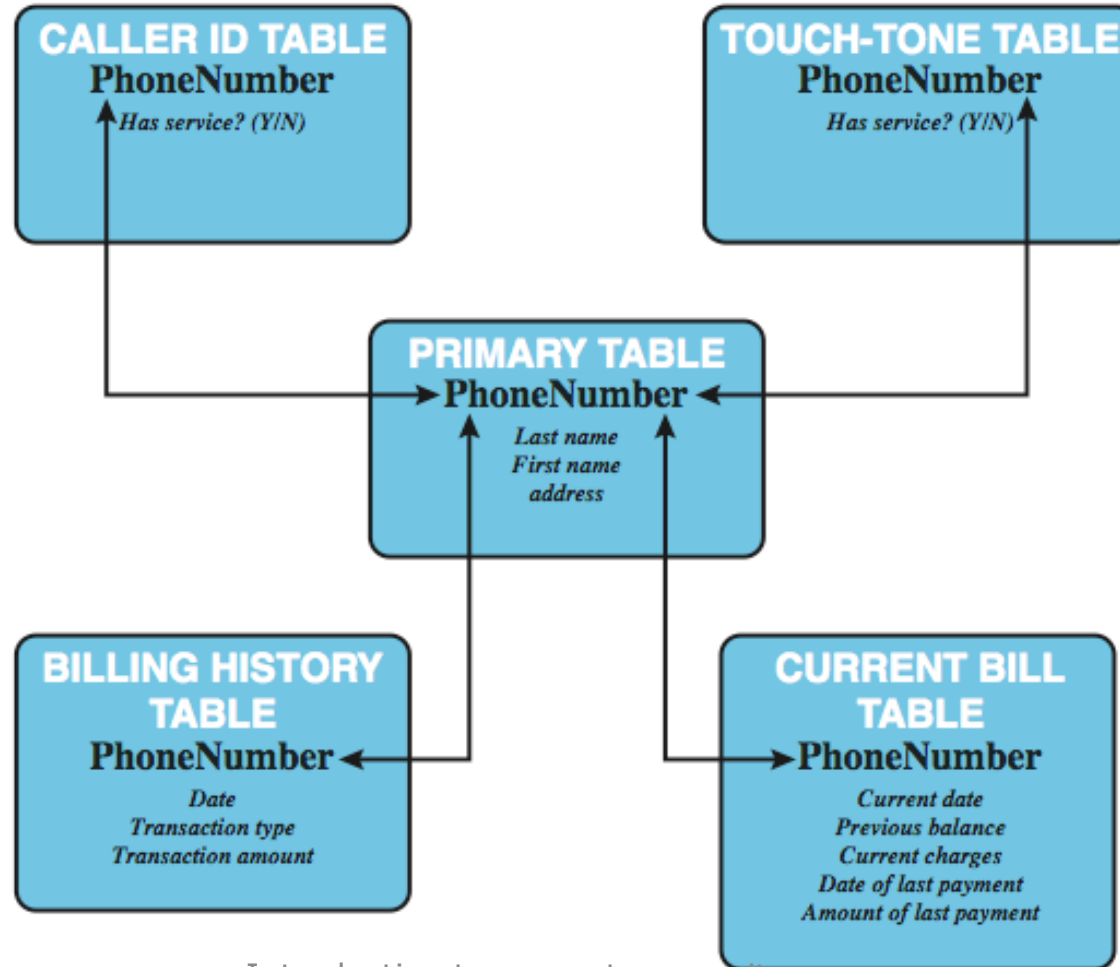 CALLER ID TABLE
PhoneNumber
Has service? (Y/N)
TOUCH-TONE TABLE
PhoneNumber
Has service? (Y/N)
PRIMARY TABLE
PhoneNumber
Last name
First name
address
BILLING HISTORY
TABLE
PhoneNumber
Date
Transaction type
Transaction amount
CURRENT BILL
TABLE
PhoneNumber
Current date
Previous balance
Current charges
Date of last payment
Amount of last payment